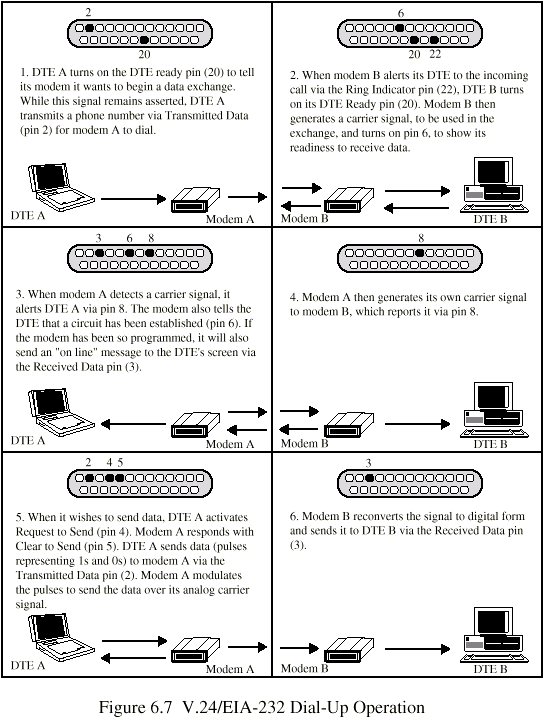 2
20
1. DTE A turns on the DTE ready pin (20) to tell
its modem it wants to begin a data exchange.
While this signal remains asserted, DTE A
transmits a phone number via Transmitted Data
(pin 2) for modem A to dial.
DTE A
Modem A
6
20 22
2. When modem B alerts its DTE to the incoming
call via the Ring Indicator pin (22), DTE B turns
on its DTE Ready pin (20). Modem B then
generates a carrier signal, to be used in the
exchange, and turns on pin 6, to show its
readiness to receive data.
Modem B
DTE B
3 6 8
3. When modem A detects a carrier signal, it
alerts DTE A via pin 8. The modem also tells the
DTE that a circuit has been established (pin 6). If
the modem has been so programmed, it will also
send an "on line" message to the DTE's screen via
the Received Data pin (3).
DTE A
Modem A
8
4. Modem A then generates its own carrier signal
to modem B, which reports it via pin 8.
Modem B
DTE B
2 4 5
5. When it wishes to send data, DTE A activates
Request to Send (pin 4). Modem A responds with
Clear to Send (pin 5). DTE A sends data (pulses
representing 1s and 0s) to modem A via the
Transmitted Data pin (2). Modem A modulates
the pulses to send the data over its analog carrier
signal.
DTE A
Modem A
3
6. Modem B reconverts the signal to digital form
and sends it to DTE B via the Received Data pin
(3).
Modem B
DTE B
Figure 6.7 V.24/EIA-232 Dial-Up Operation